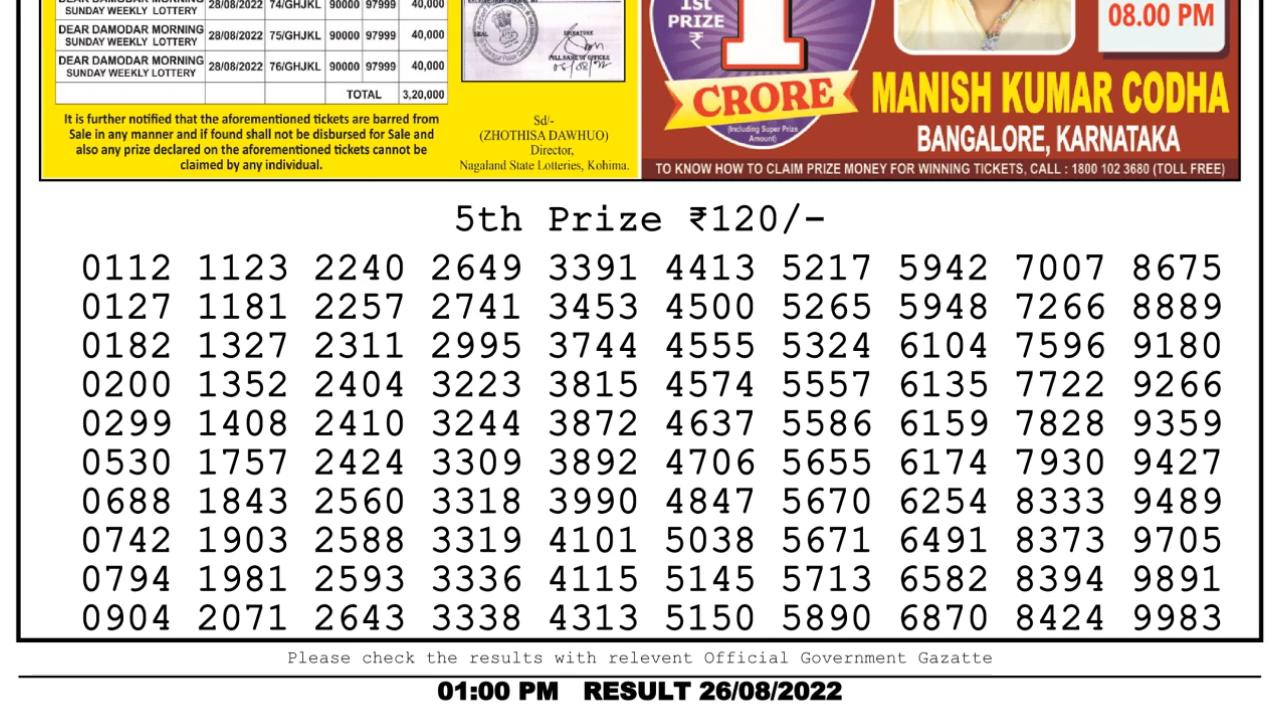 DEAR DAMODAR MORNING SUNDAY WEEKLY LOTTERY 28/08/2022 74/GHJKL 90000 97999 40,000
DEAR DAMODAR MORNING SUNDAY WEEKLY LOTTERY 28/08/2022 75/GHJKL 90000 97999 40,000
DEAR DAMODAR MORNING SUNDAY WEEKLY LOTTERY 28/08/2022 76/GHJKL 90000 97999 40,000
TOTAL 3,20,000
It is further notified that the aforementioned tickets are barred from
Sale in any manner and if found shall not be disbursed for Sale and
also any prize declared on the aforementioned tickets cannot be
claimed by any individual.
Sd/-
(ZHOTHISA DAWHUO)
Director,
Nagaland State Lotteries, Kohima.
1st
PRIZE
₹
1
CRORE
(Including Super Prize
Amount)
08.00 PM
MANISH KUMAR CODHA
BANGALORE, KARNATAKA
TO KNOW HOW TO CLAIM PRIZE MONEY FOR WINNING TICKETS, CALL : 1800 102 3680 (TOLL FREE)
5th Prize ₹120/-
0112 1123 2240 2649 3391 4413 5217 5942 7007 8675
0127 1181 2257 2741 3453 4500 5265 5948 7266 8889
0182 1327 2311 2995 3744 4555 5324 6104 7596 9180
0200 1352 2404 3223 3815 4574 5557 6135 7722 9266
0299 1408 2410 3244 3872 4637 5586 6159 7828 9359
0530 1757 2424 3309 3892 4706 5655 6174 7930 9427
0688 1843 2560 3318 3990 4847 5670 6254 8333 9489
0742 1903 2588 3319 4101 5038 5671 6491 8373 9705
0794 1981 2593 3336 4115 5145 5713 6582 8394 9891
0904 2071 2643 3338 4313 5150 5890 6870 8424 9983
Please check the results with relevent Official Government Gazatte
01:00 PM RESULT 26/08/2022